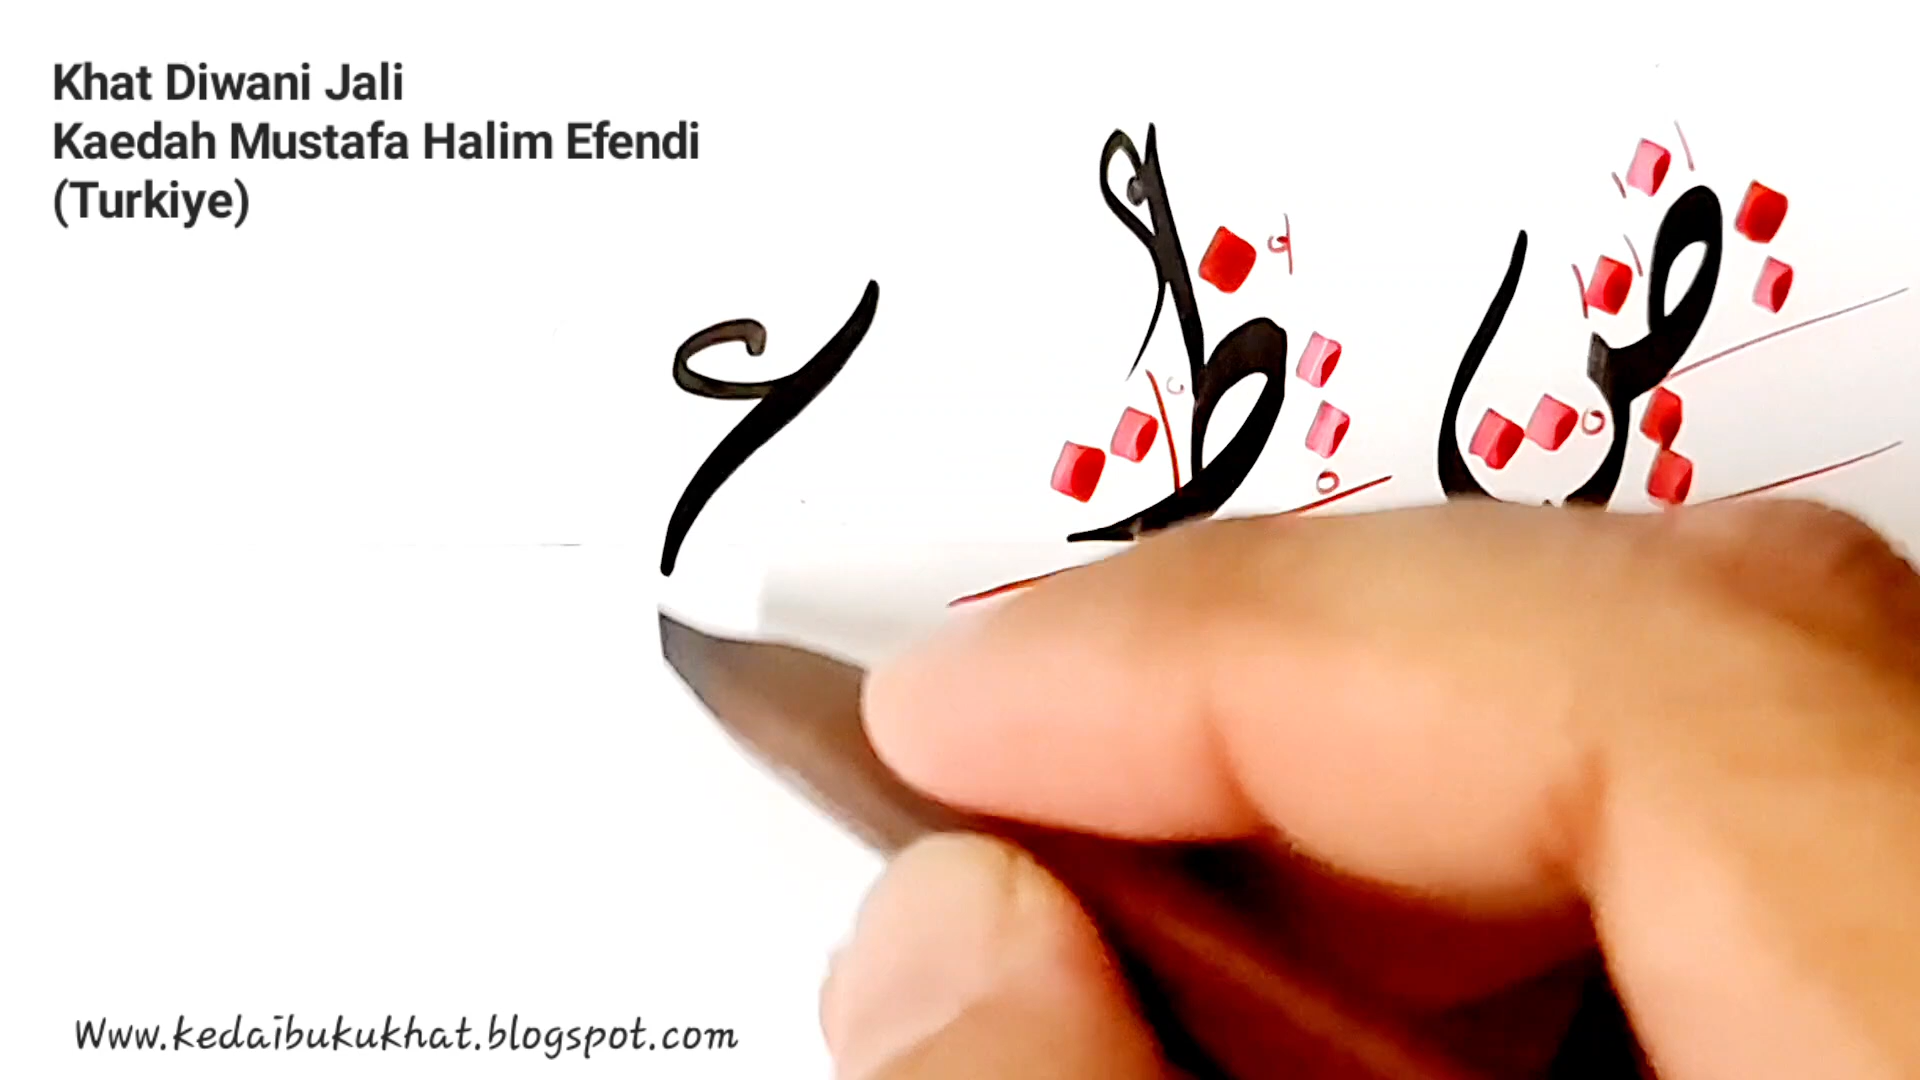 Khat Diwani Jali
Kaedah Mustafa Halim Efendi
(Turkiye)
ص ط
Www.kedaibukukhat.blogspot.com